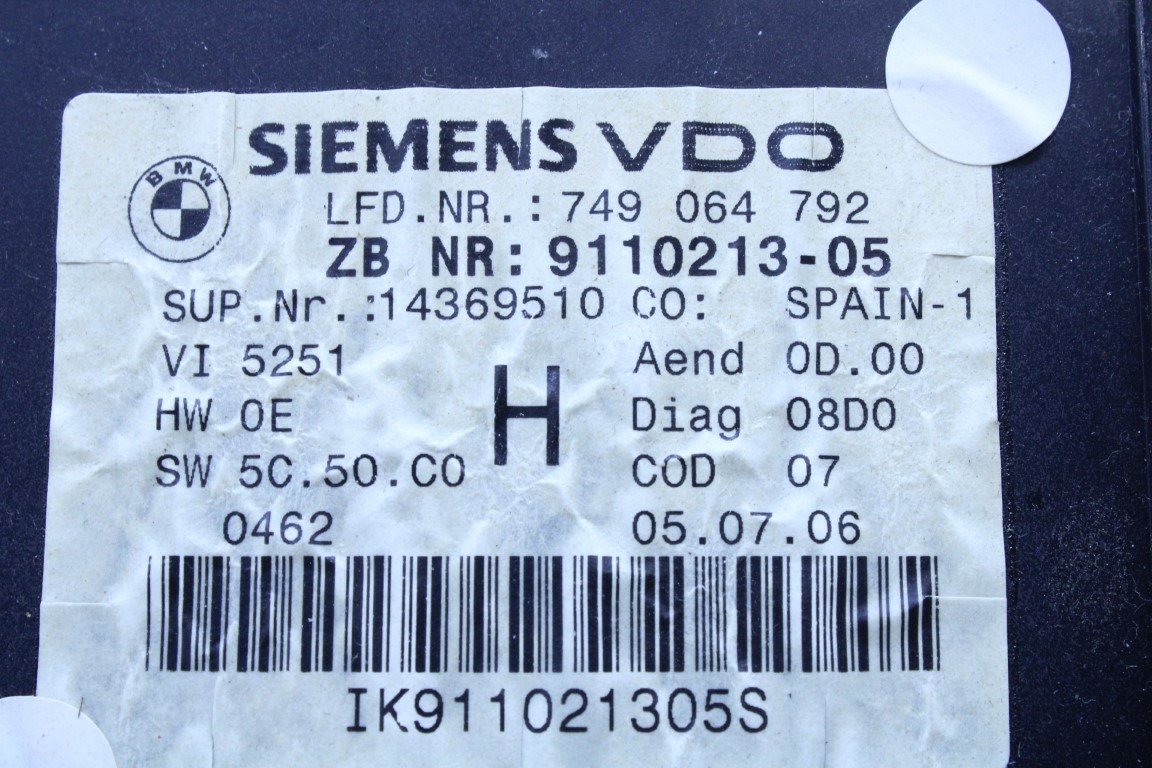 SIEMENS VDO
BMW
LFD.NR.:749 064 792
ZB NR:9110213-05
SUP.Nr.:14369510 CO: SPAIN-1
VI 5251 Aend 0D.00
H
HW 0E Diag 08D0
SW 5C.50.C0 COD 07
0462 05.07.06
IK911021305S